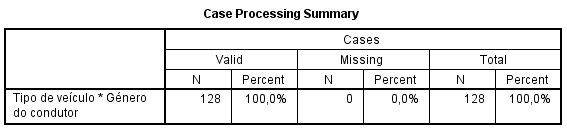 Case Processing Summary
Cases
Valid Missing Total
N Percent N Percent N Percent
Tipo de veículo * Género
do condutor 128 100,0% 0 0,0% 128 100,0%